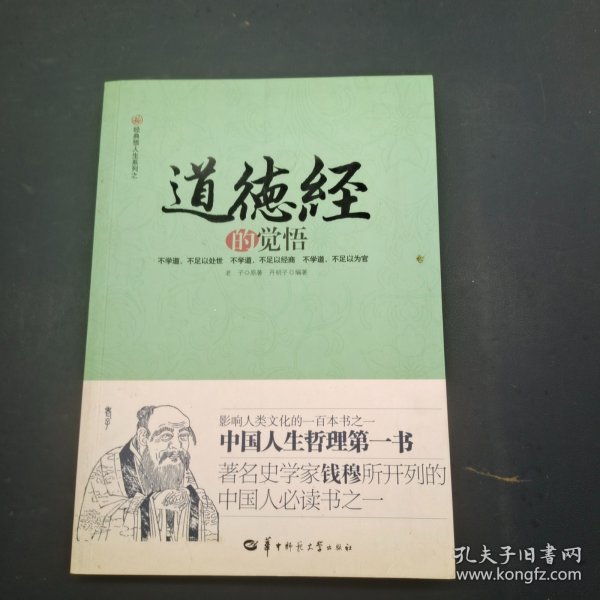 经典悟人生系列之
道德経
的觉悟
不学道，不足以处世 不学道，不足以经商 不学道，不足以为官
老 子◎原著 丹明子◎编著
影响人类文化的一百本书之一
中国人生哲理第一书
著名史学家钱穆所开列的
中国人必读书之一
华中师范大学出版社
孔夫子旧書网
www.kongfz.com